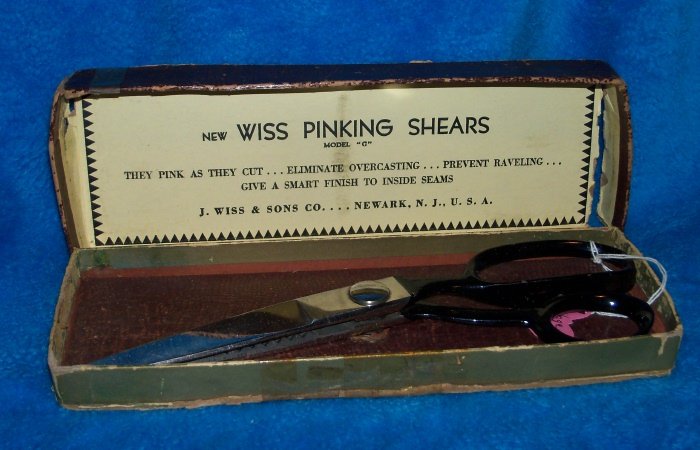 NEW WISS PINKING SHEARS
MODEL "C"
THEY PINK AS THEY CUT... ELIMINATE OVERCASTING... PREVENT RAVELING...
GIVE A SMART FINISH TO INSIDE SEAMS
J. WISS & SONS CO.... NEWARK, N. J., U. S. A.